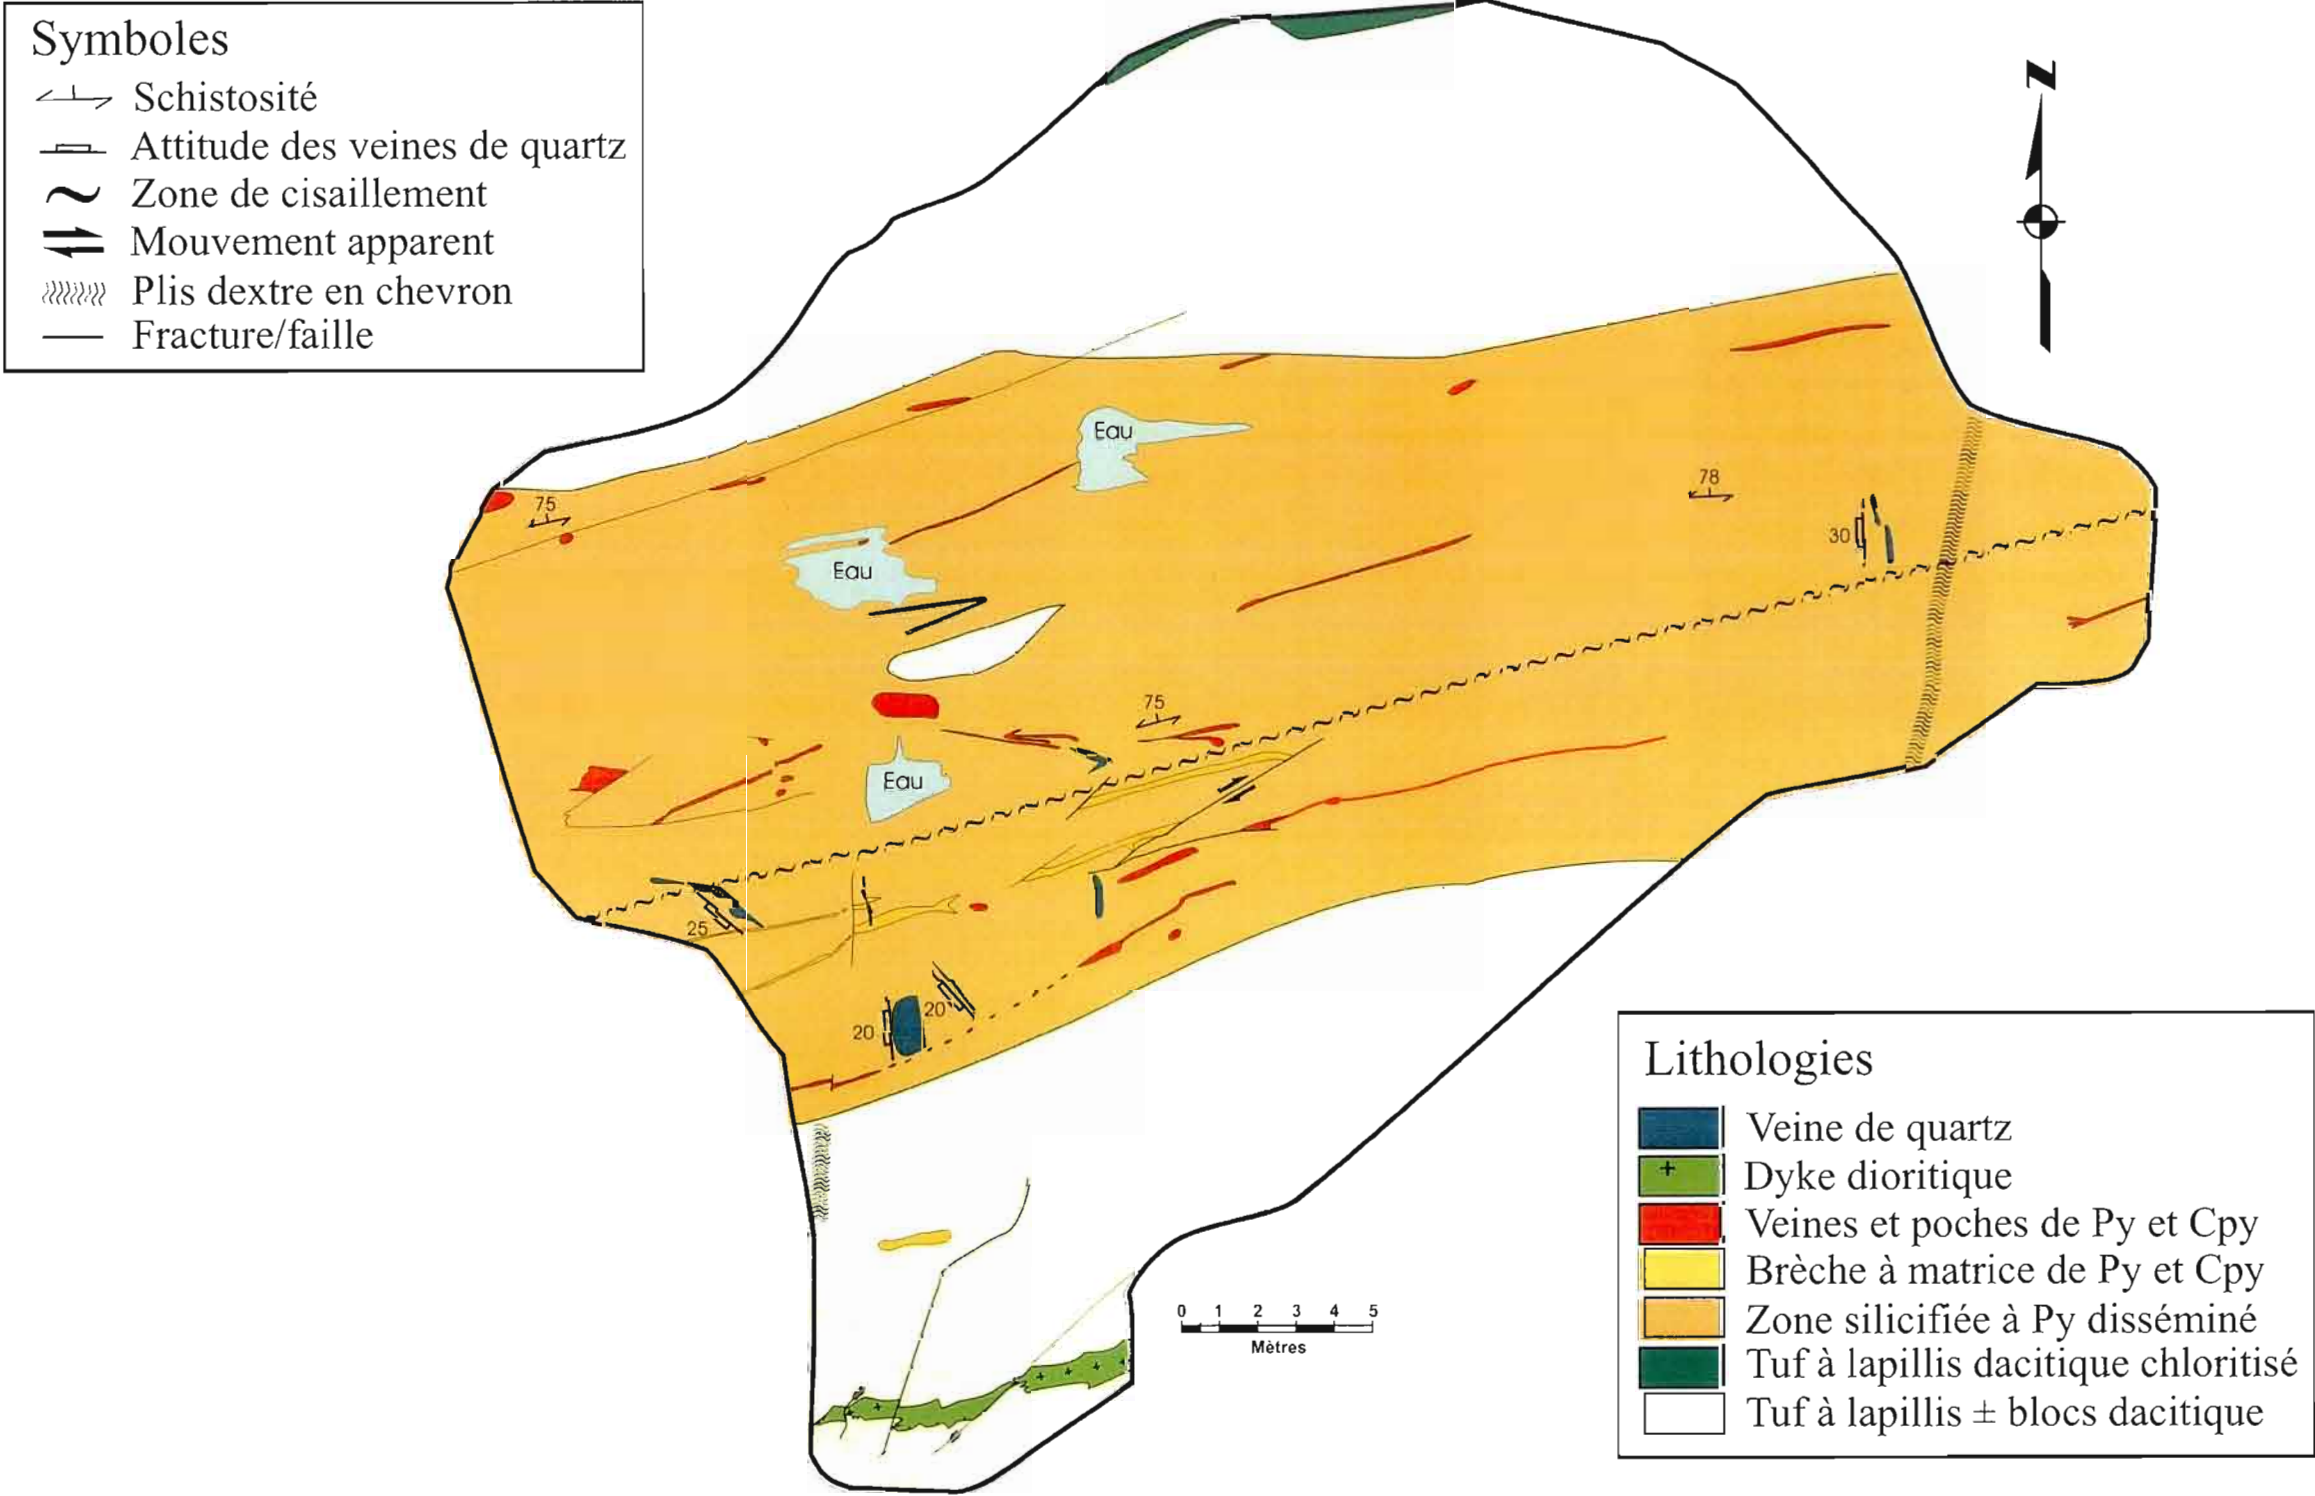 Symboles
Schistosité
Attitude des veines de quartz
Zone de cisaillement
Mouvement apparent
Plis dextre en chevron
Fracture/faille
N
Eau
75
78
30
Eau
75
Eau
25
20
20
Lithologies
Veine de quartz
Dyke dioritique
Veines et poches de Py et Cpy
Brèche à matrice de Py et Cpy
Zone silicifiée à Py disséminé
Tuf à lapillis dacitique chloritisé
Tuf à lapillis ± blocs dacitique
0 1 2 3 4 5
Mètres